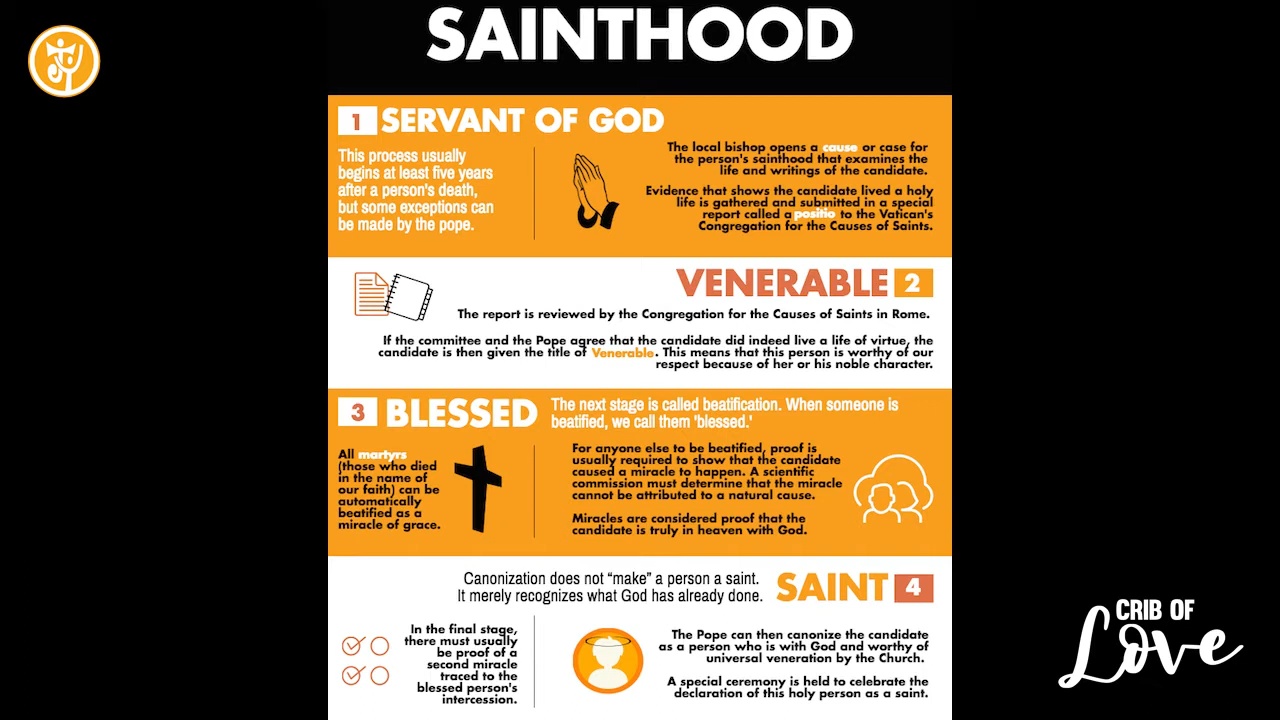 SAINTHOOD
1 SERVANT OF GOD
This process usually
begins at least five years
after a person's death,
but some exceptions can
be made by the pope.
The local bishop opens a cause or case for
the person's sainthood that examines the
life and writings of the candidate.
Evidence that shows the candidate lived a holy
life is gathered and submitted in a special
report called a positio to the Vatican's
Congregation for the Causes of Saints.
VENERABLE 2
The report is reviewed by the Congregation for the Causes of Saints in Rome.
If the committee and the Pope agree that the candidate did indeed live a life of virtue, the
candidate is then given the title of Venerable. This means that this person is worthy of our
respect because of her or his noble character.
3 BLESSED
The next stage is called beatification. When someone is
beatified, we call them 'blessed.'
All martyrs
(those who died
in the name of
our faith) can be
automatically
beatified as a
miracle of grace.
For anyone else to be beatified, proof is
usually required to show that the candidate
caused a miracle to happen. A scientific
commission must determine that the miracle
cannot be attributed to a natural cause.
Miracles are considered proof that the
candidate is truly in heaven with God.
Canonization does not “make” a person a saint.
It merely recognizes what God has already done.
SAINT 4
In the final stage,
there must usually
be proof of a
second miracle
traced to the
blessed person's
intercession.
The Pope can then canonize the candidate
as a person who is with God and worthy of
universal veneration by the Church.
A special ceremony is held to celebrate the
declaration of this holy person as a saint.
CRIB OF
Love